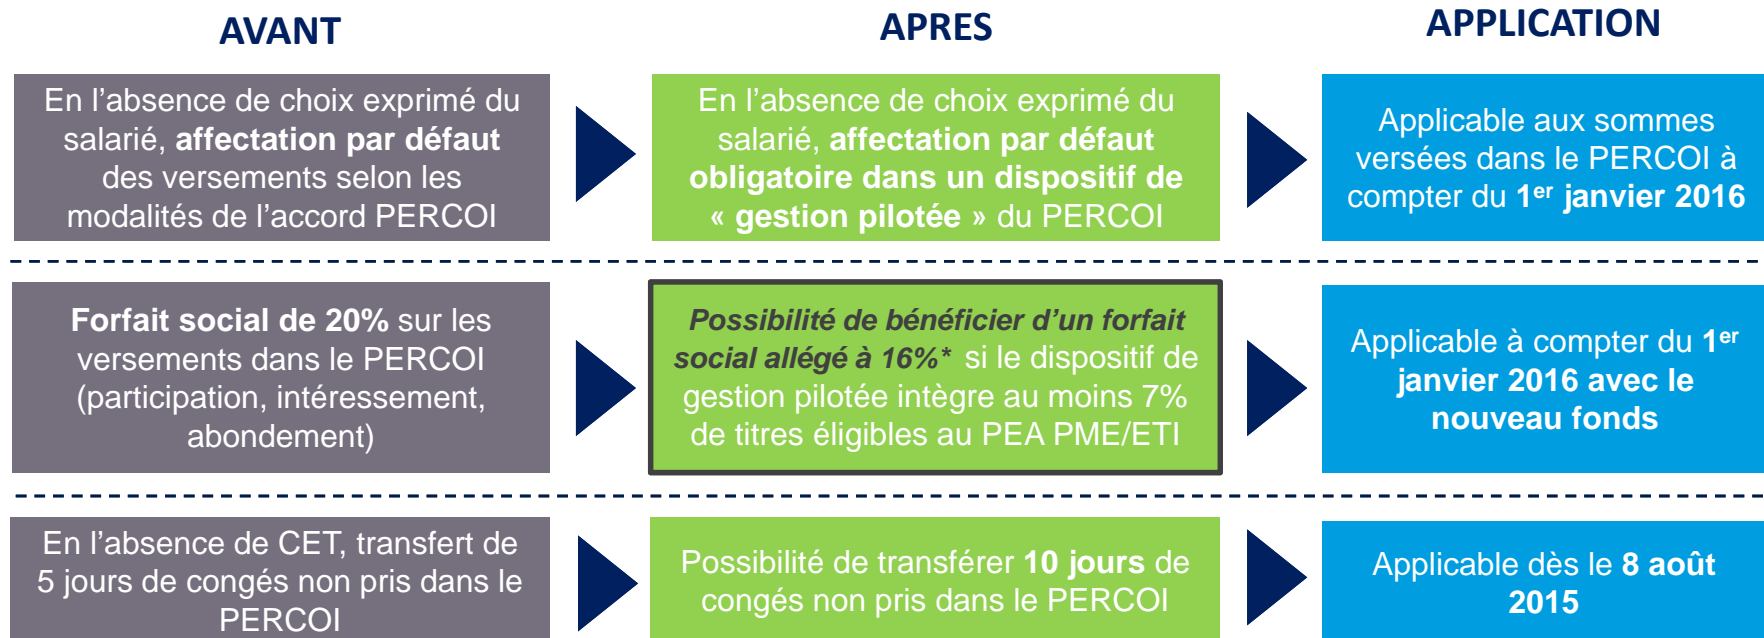 AVANT
APRES
APPLICATION
En l’absence de choix exprimé du
salarié, affectation par défaut
des versements selon les
modalités de l’accord PERCOI
En l’absence de choix exprimé du
salarié, affectation par défaut
obligatoire dans un dispositif de
« gestion pilotée » du PERCOI
Applicable aux sommes
versées dans le PERCOI à
compter du 1er janvier 2016
Forfait social de 20% sur les
versements dans le PERCOI
(participation, intéressement,
abondement)
Possibilité de bénéficier d’un forfait
social allégé à 16%* si le dispositif de
gestion pilotée intègre au moins 7%
de titres éligibles au PEA PME/ETI
Applicable à compter du 1er
janvier 2016 avec le
nouveau fonds
En l’absence de CET, transfert de
5 jours de congés non pris dans le
PERCOI
Possibilité de transférer 10 jours de
congés non pris dans le PERCOI
Applicable dès le 8 août
2015